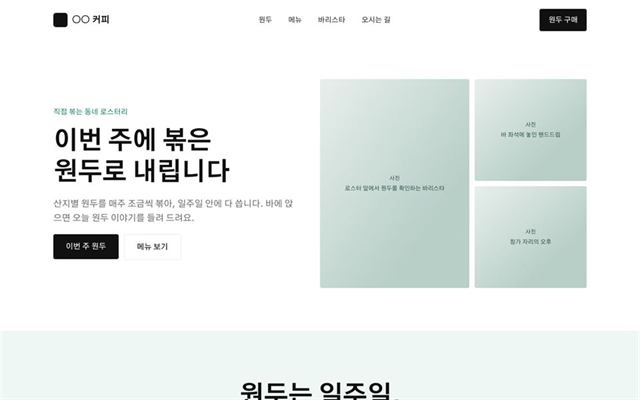 ○○ 커피
원두
메뉴
바리스타
오시는 길
원두 구매
직접 볶는 동네 로스터리
이번 주에 볶은
원두로 내립니다
산지별 원두를 매주 조금씩 볶아, 일주일 안에 다 씁니다. 바에 앉
으면 오늘 원두 이야기를 들려 드려요.
이번 주 원두
메뉴 보기
사진
로스터 앞에서 원두를 확인하는 바리스타
사진
바 좌석에 놓인 핸드드립
사진
창가 자리의 오후
원두는 일주일,